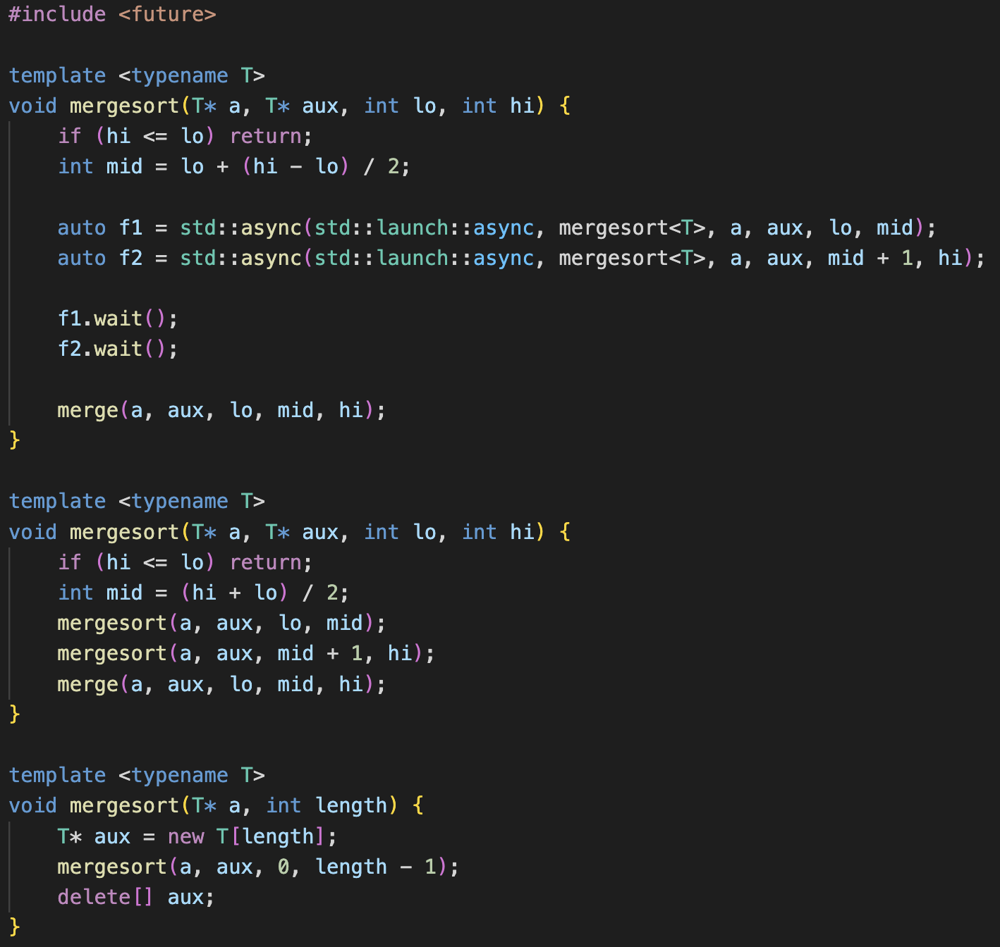 #include <future>

template <typename T>
void mergesort(T* a, T* aux, int lo, int hi) {
    if (hi <= lo) return;
    int mid = lo + (hi - lo) / 2;

    auto f1 = std::async(std::launch::async, mergesort<T>, a, aux, lo, mid);
    auto f2 = std::async(std::launch::async, mergesort<T>, a, aux, mid + 1, hi);

    f1.wait();
    f2.wait();

    merge(a, aux, lo, mid, hi);
}

template <typename T>
void mergesort(T* a, T* aux, int lo, int hi) {
    if (hi <= lo) return;
    int mid = (hi + lo) / 2;
    mergesort(a, aux, lo, mid);
    mergesort(a, aux, mid + 1, hi);
    merge(a, aux, lo, mid, hi);
}

template <typename T>
void mergesort(T* a, int length) {
    T* aux = new T[length];
    mergesort(a, aux, 0, length - 1);
    delete[] aux;
}